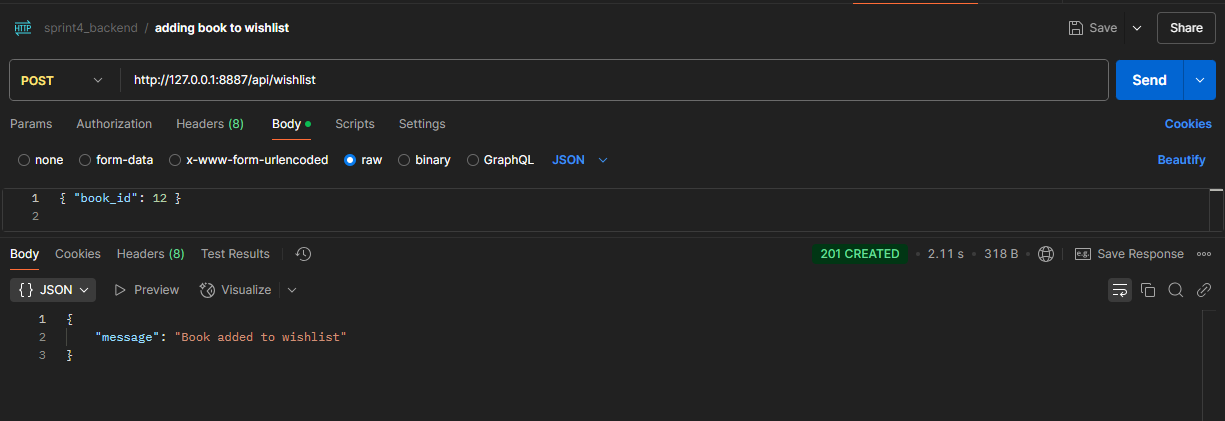 HTTP sprint4_backend / adding book to wishlist Save Share
POST http://127.0.0.1:8887/api/wishlist Send
Params Authorization Headers (8) Body Scripts Settings Cookies
none form-data x-www-form-urlencoded raw binary GraphQL JSON Beautify
1 { "book_id": 12 }
2
Body Cookies Headers (8) Test Results 201 CREATED • 2.11 s • 318 B e.g. Save Response
{} JSON Preview Visualize
1 {
2 "message": "Book added to wishlist"
3 }